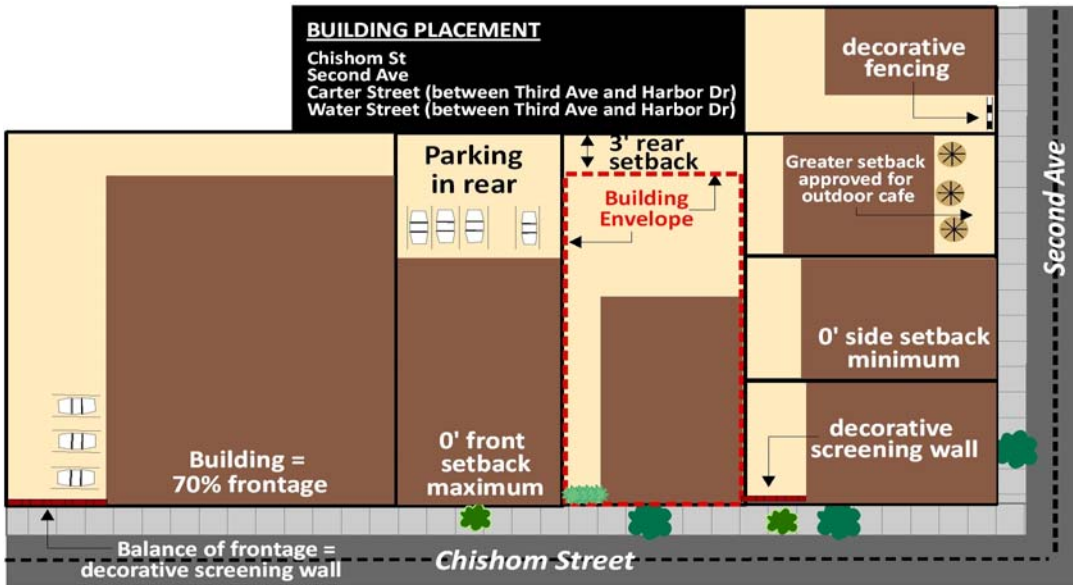 BUILDING PLACEMENT
Chishom St
Second Ave
Carter Street (between Third Ave and Harbor Dr)
Water Street (between Third Ave and Harbor Dr)
decorative
fencing
Parking
in rear
3' rear
setback
Building
Envelope
Greater setback
approved for
outdoor cafe
Second Ave
0' side setback
minimum
Building =
70% frontage
0' front
setback
maximum
decorative
screening wall
Balance of frontage =
decorative screening wall
Chishom Street